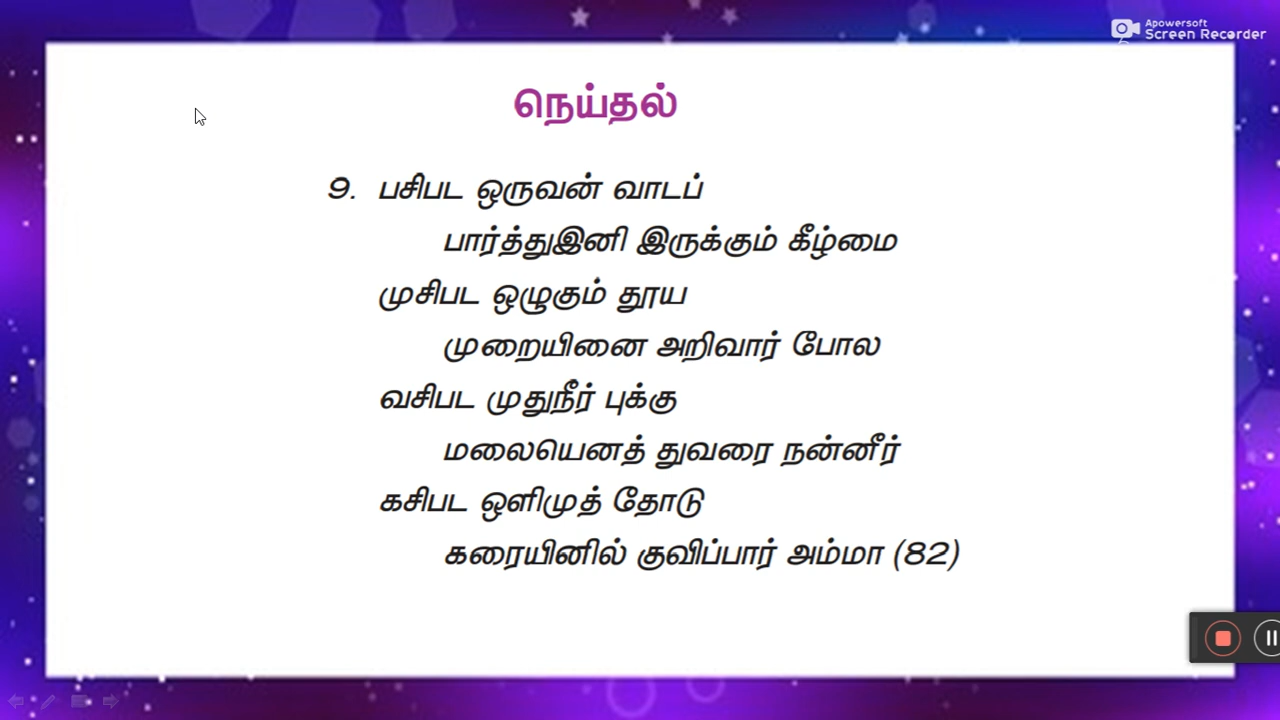 Apowersoft
Screen Recorder
நெய்தல்
9. பசிபட ஒருவன் வாடப்
பார்த்துஇனி இருக்கும் கீழ்மை
முசிபட ஒழுகும் தூய
முறையினை அறிவார் போல
வசிபட முதுநீர் புக்கு
மலையெனத் துவரை நன்னீர்
கசிபட ஒளிமுத் தோடு
கரையினில் குவிப்பார் அம்மா (82)